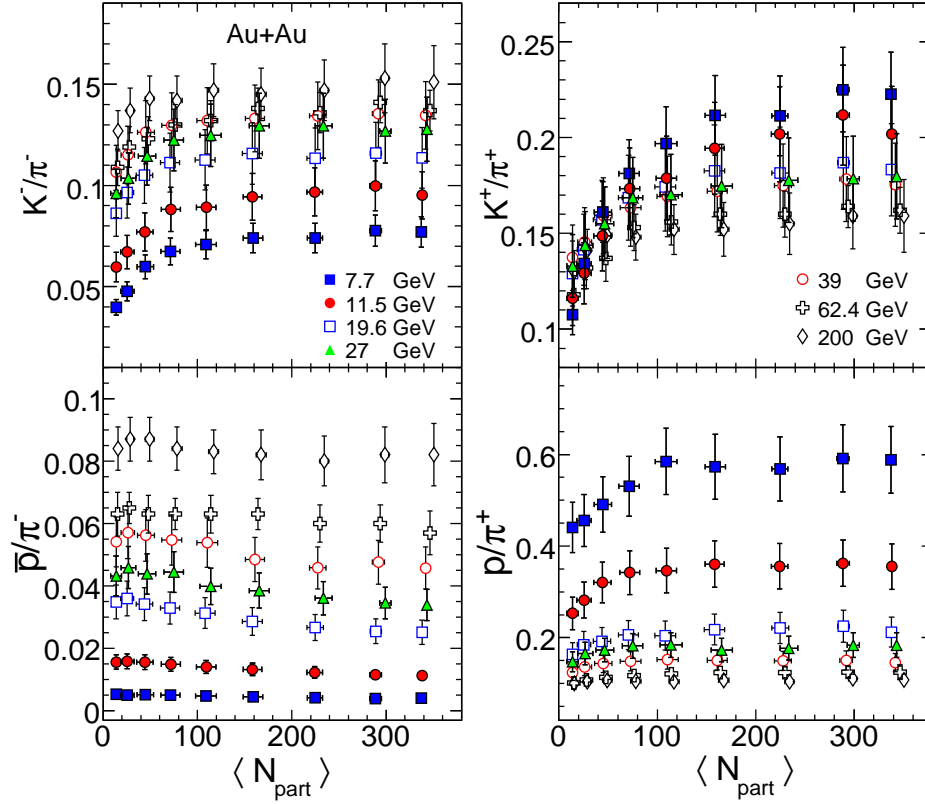 Au+Au
K⁻/π⁻
0.15
0.1
0.05
7.7 GeV
11.5 GeV
19.6 GeV
27 GeV
K⁺/π⁺
0.25
0.2
0.15
0.1
39 GeV
62.4 GeV
200 GeV
p̅/π⁻
0.1
0.08
0.06
0.04
0.02
0
0 100 200 300
⟨ N_part ⟩
p/π⁺
0.6
0.4
0.2
0 100 200 300
⟨ N_part ⟩